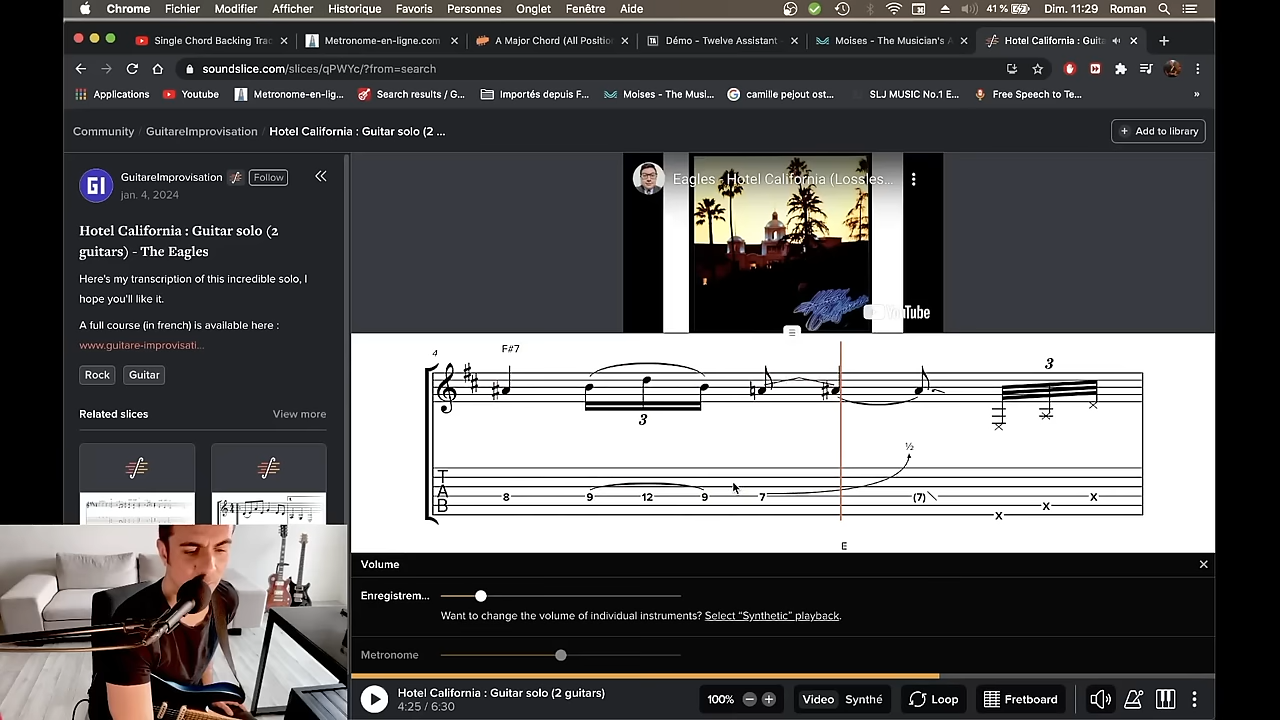 Chrome Fichier Modifier Afficher Historique Favoris Personnes Onglet Fenêtre Aide 41 % Dim. 11:29 Roman
Single Chord Backing Trac
Metronome-en-ligne.com
A Major Chord (All Positio
Démo - Twelve Assistant
Moises - The Musician's A
Hotel California : Guita
soundslice.com/slices/qPWYc/?from=search
Applications Youtube Metronome-en-lig... Search results / G... Importés depuis F... Moises - The Musi... camille pejout ost... SLJ MUSIC No.1 E... Free Speech to Te... »
Community / GuitareImprovisation / Hotel California : Guitar solo (2 ...
+ Add to library
GuitareImprovisation Follow
jan. 4, 2024
Hotel California : Guitar solo (2
guitars) - The Eagles
Here's my transcription of this incredible solo, I
hope you'll like it.
A full course (in french) is available here :
www.guitare-improvisati...
Rock Guitar
Related slices View more
GI
Eagles - Hotel California (Lossles...
YouTube
4 F#7
3
3
½
T
A
B
8 9 12 9 7 (7) X X X
E
Volume
Enregistrem...
Want to change the volume of individual instruments? Select "Synthetic" playback.
Metronome
Hotel California : Guitar solo (2 guitars)
4:25 / 6:30
100% Video Synthé Loop Fretboard